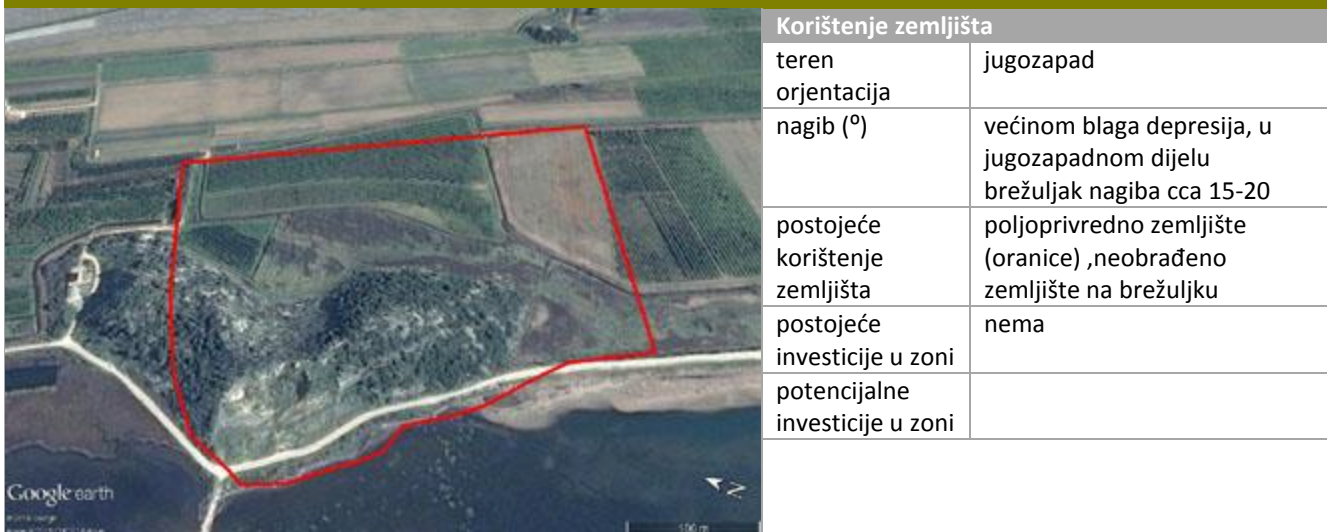 Korištenje zemljišta
teren
orjentacija
jugozapad
nagib (⁰)
većinom blaga depresija, u
jugozapadnom dijelu
brežuljak nagiba cca 15-20
postojeće
korištenje
zemljišta
poljoprivredno zemljište
(oranice) ,neobrađeno
zemljište na brežuljku
postojeće
investicije u zoni
nema
potencijalne
investicije u zoni
Google earth
N
100 m